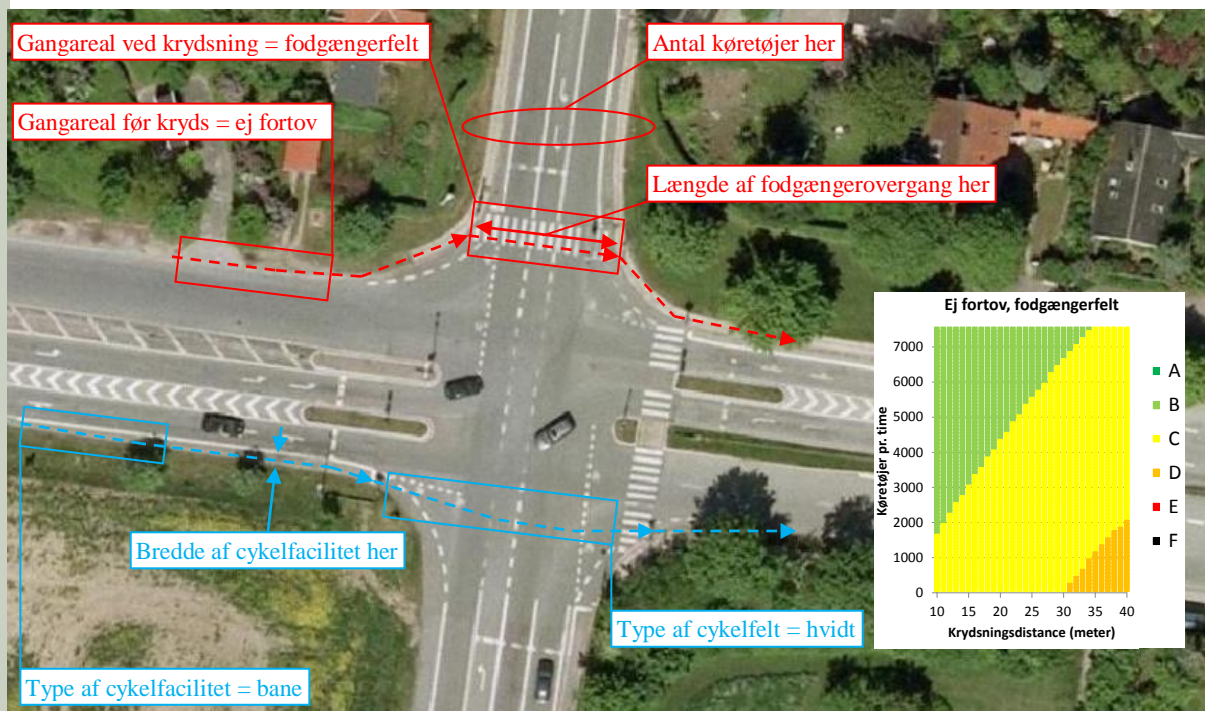 Gangareal ved krydsning = fodgængerfelt
Antal køretøjer her
Gangareal før kryds = ej fortov
Længde af fodgængerovergang her
Ej fortov, fodgængerfelt
Køretøjer pr. time
7000
6000
5000
4000
3000
2000
1000
0
10 15 20 25 30 35 40
Krydsningsdistance (meter)
A
B
C
D
E
F
Bredde af cykelfacilitet her
Type af cykelfelt = hvidt
Type af cykelfacilitet = bane